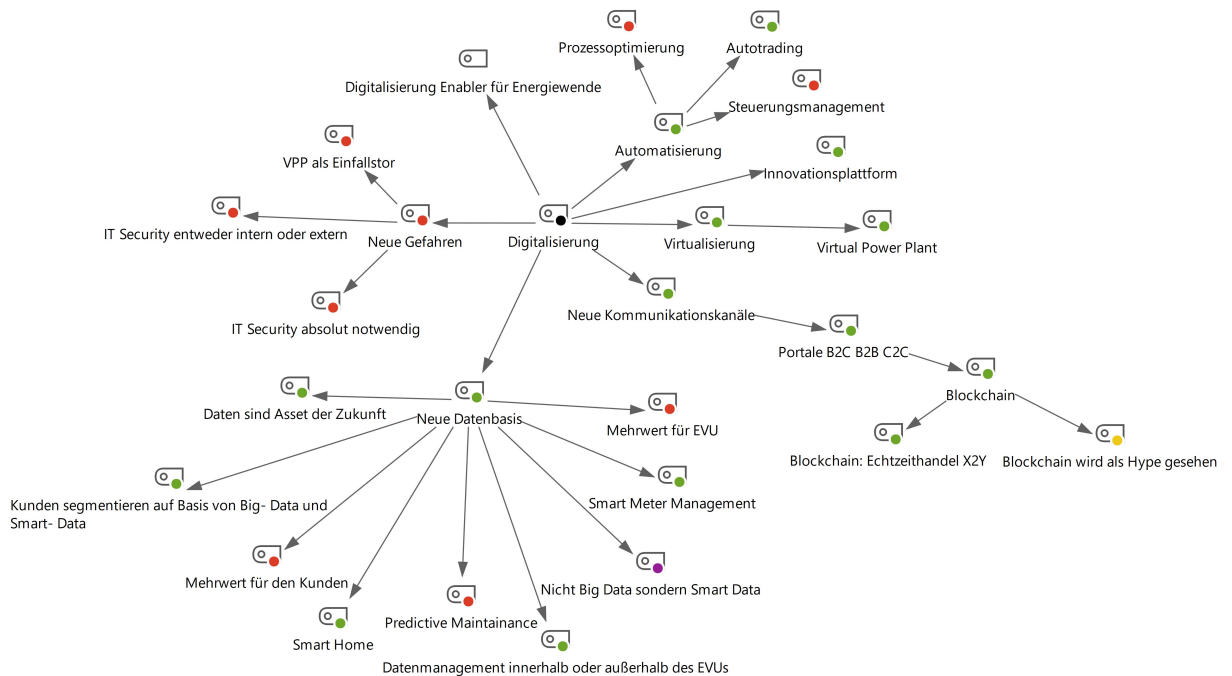 Prozessoptimierung
Autotrading
Digitalisierung Enabler für Energiewende
Steuerungsmanagement
Automatisierung
VPP als Einfallstor
Innovationsplattform
IT Security entweder intern oder extern
Neue Gefahren
Digitalisierung
Virtualisierung
Virtual Power Plant
IT Security absolut notwendig
Neue Kommunikationskanäle
Portale B2C B2B C2C
Blockchain
Daten sind Asset der Zukunft
Neue Datenbasis
Mehrwert für EVU
Blockchain: Echtzeithandel X2Y
Blockchain wird als Hype gesehen
Kunden segmentieren auf Basis von Big- Data und
Smart- Data
Smart Meter Management
Mehrwert für den Kunden
Nicht Big Data sondern Smart Data
Predictive Maintainance
Smart Home
Datenmanagement innerhalb oder außerhalb des EVUs